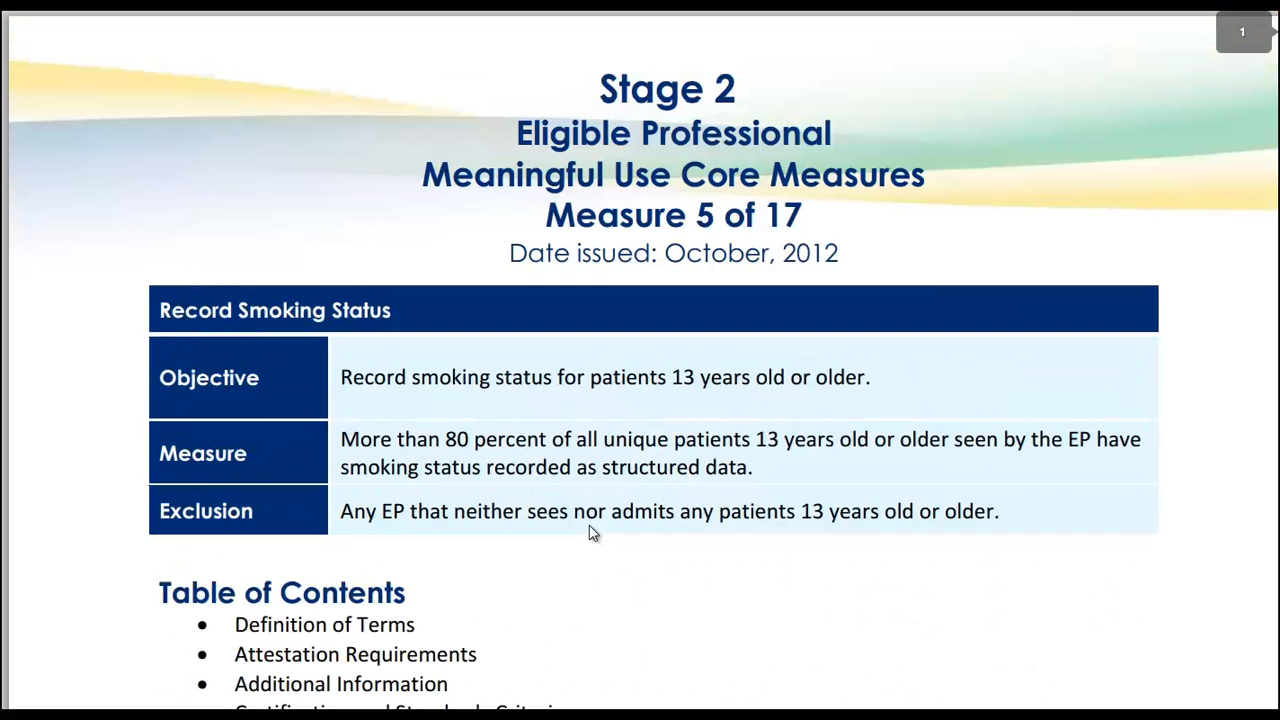 1
Stage 2
Eligible Professional
Meaningful Use Core Measures
Measure 5 of 17
Date issued: October, 2012
Record Smoking Status
Objective
Record smoking status for patients 13 years old or older.
Measure
More than 80 percent of all unique patients 13 years old or older seen by the EP have
smoking status recorded as structured data.
Exclusion
Any EP that neither sees nor admits any patients 13 years old or older.
Table of Contents
• Definition of Terms
• Attestation Requirements
• Additional Information